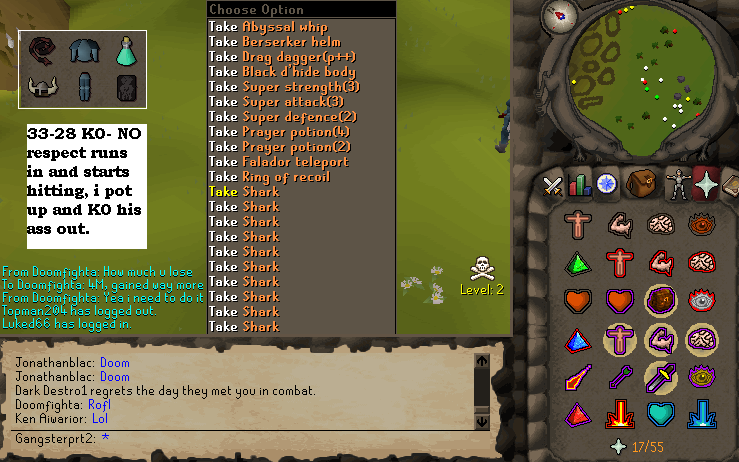 Choose Option
Take Abyssal whip
Take Berserker helm
Take Drag dagger(p++)
Take Black d'hide body
Take Super strength(3)
Take Super attack(3)
Take Super defence(2)
Take Prayer potion(4)
Take Prayer potion(2)
Take Falador teleport
Take Ring of recoil
Take Shark
Take Shark
Take Shark
Take Shark
Take Shark
Take Shark
Take Shark
Take Shark
Take Shark
Take Shark
33-28 KO- NO
respect runs
in and starts
hitting, i pot
up and KO his
ass out.
From Doomfighta: How much u lose
To Doomfighta: 4M, gained way more
From Doomfighta: Yea i need to do it
Topman204 has logged out.
Luked66 has logged in.
Level: 2
Jonathanblac: Doom
Jonathanblac: Doom
Dark Destro1 regrets the day they met you in combat.
Doomfighta: Rofl
Ken Awarior: Lol
Gangsterprt2: *
17/55